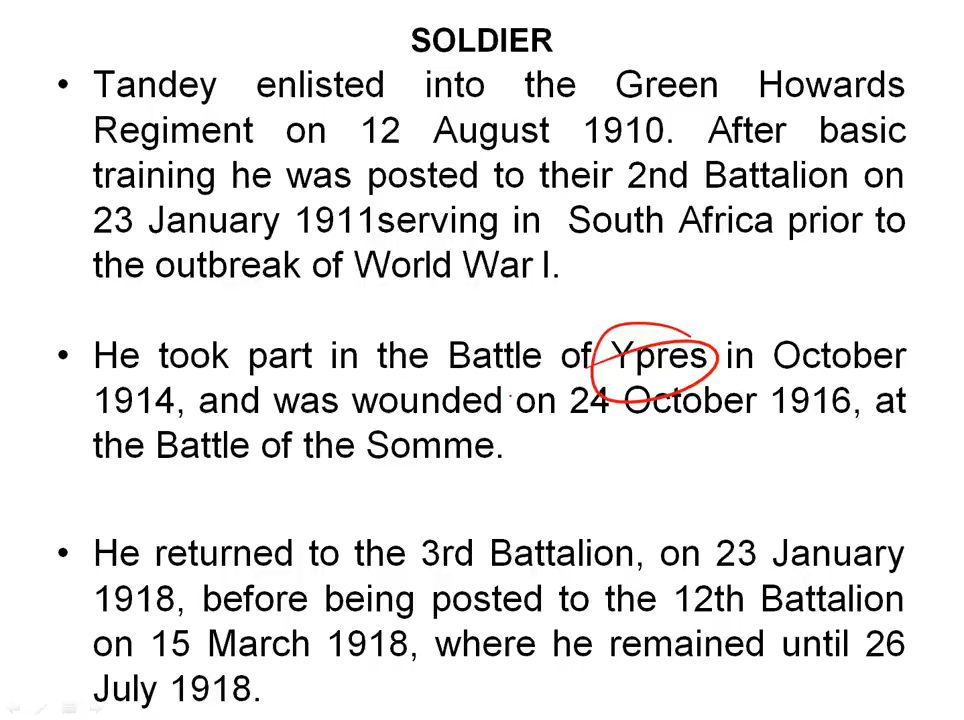 SOLDIER
• Tandey enlisted into the Green Howards
Regiment on 12 August 1910. After basic
training he was posted to their 2nd Battalion on
23 January 1911serving in South Africa prior to
the outbreak of World War I.
• He took part in the Battle of Ypres in October
1914, and was wounded on 24 October 1916, at
the Battle of the Somme.
• He returned to the 3rd Battalion, on 23 January
1918, before being posted to the 12th Battalion
on 15 March 1918, where he remained until 26
July 1918.